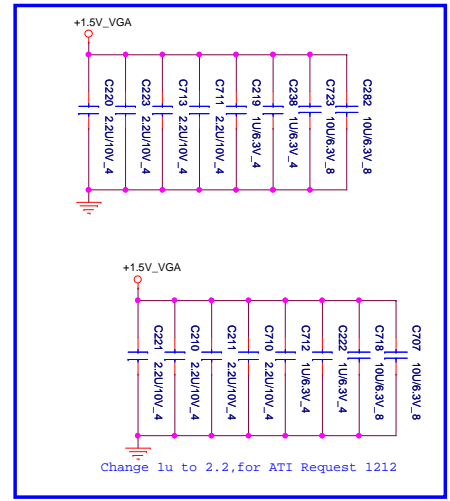 +1.5V_VGA
C220 2.2U/10V_4
C223 2.2U/10V_4
C713 2.2U/10V_4
C711 2.2U/10V_4
C219 1U/6.3V_4
C238 1U/6.3V_4
C723 10U/6.3V_8
C282 10U/6.3V_8
+1.5V_VGA
C221 2.2U/10V_4
C210 2.2U/10V_4
C211 2.2U/10V_4
C710 2.2U/10V_4
C712 1U/6.3V_4
C222 1U/6.3V_4
C718 10U/6.3V_8
C707 10U/6.3V_8
Change 1u to 2.2,for ATI Request 1212